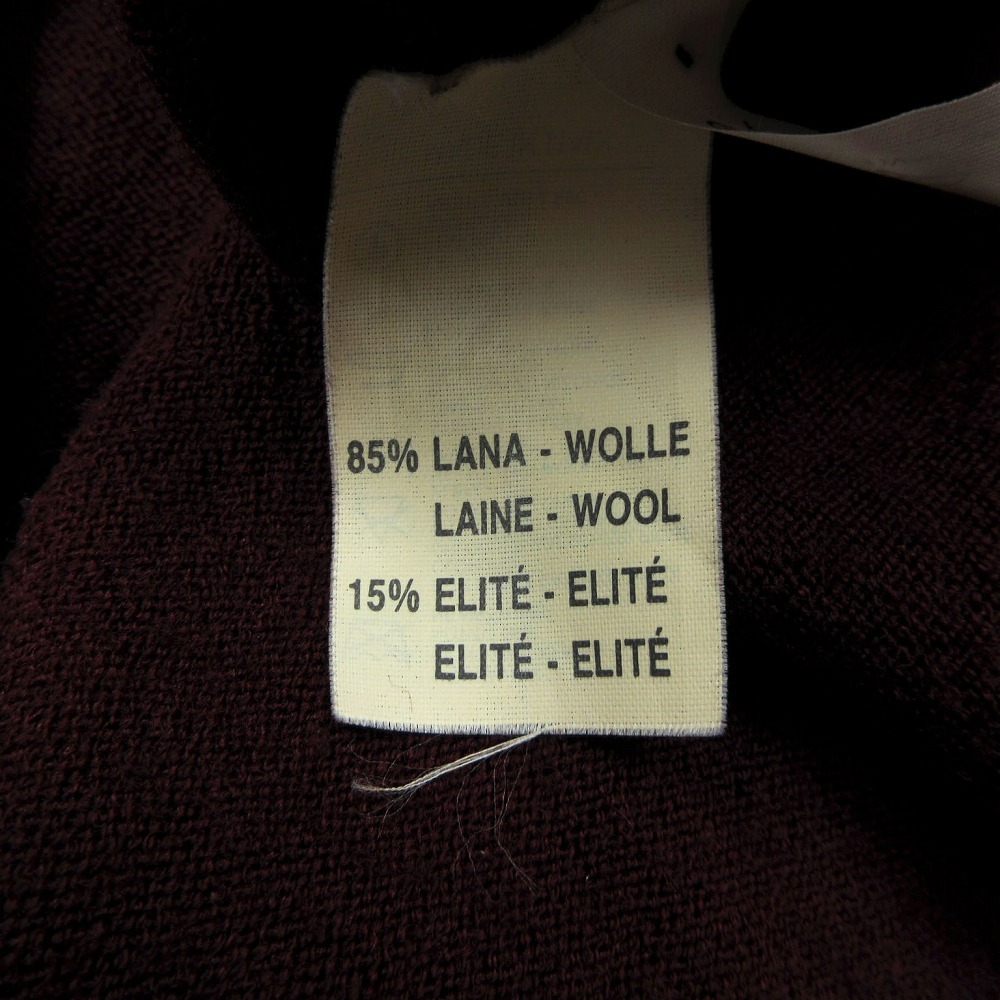 85% LANA - WOLLE
LAINE - WOOL
15% ELITÉ - ELITÉ
ELITÉ - ELITÉ